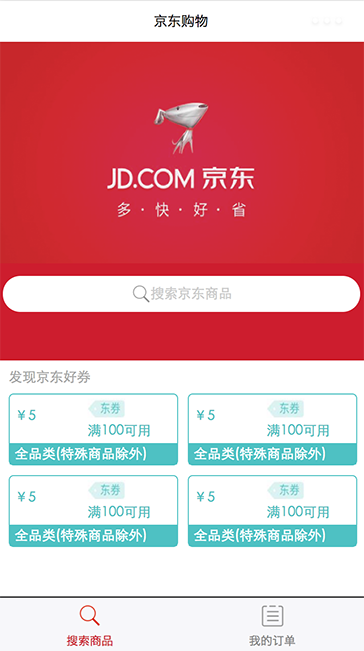 京东购物
JD.COM 京东
多·快·好·省
搜索京东商品
发现京东好券
¥5
东券
满100可用
全品类(特殊商品除外)
¥5
东券
满100可用
全品类(特殊商品除外)
¥5
东券
满100可用
全品类(特殊商品除外)
¥5
东券
满100可用
全品类(特殊商品除外)
搜索商品
我的订单